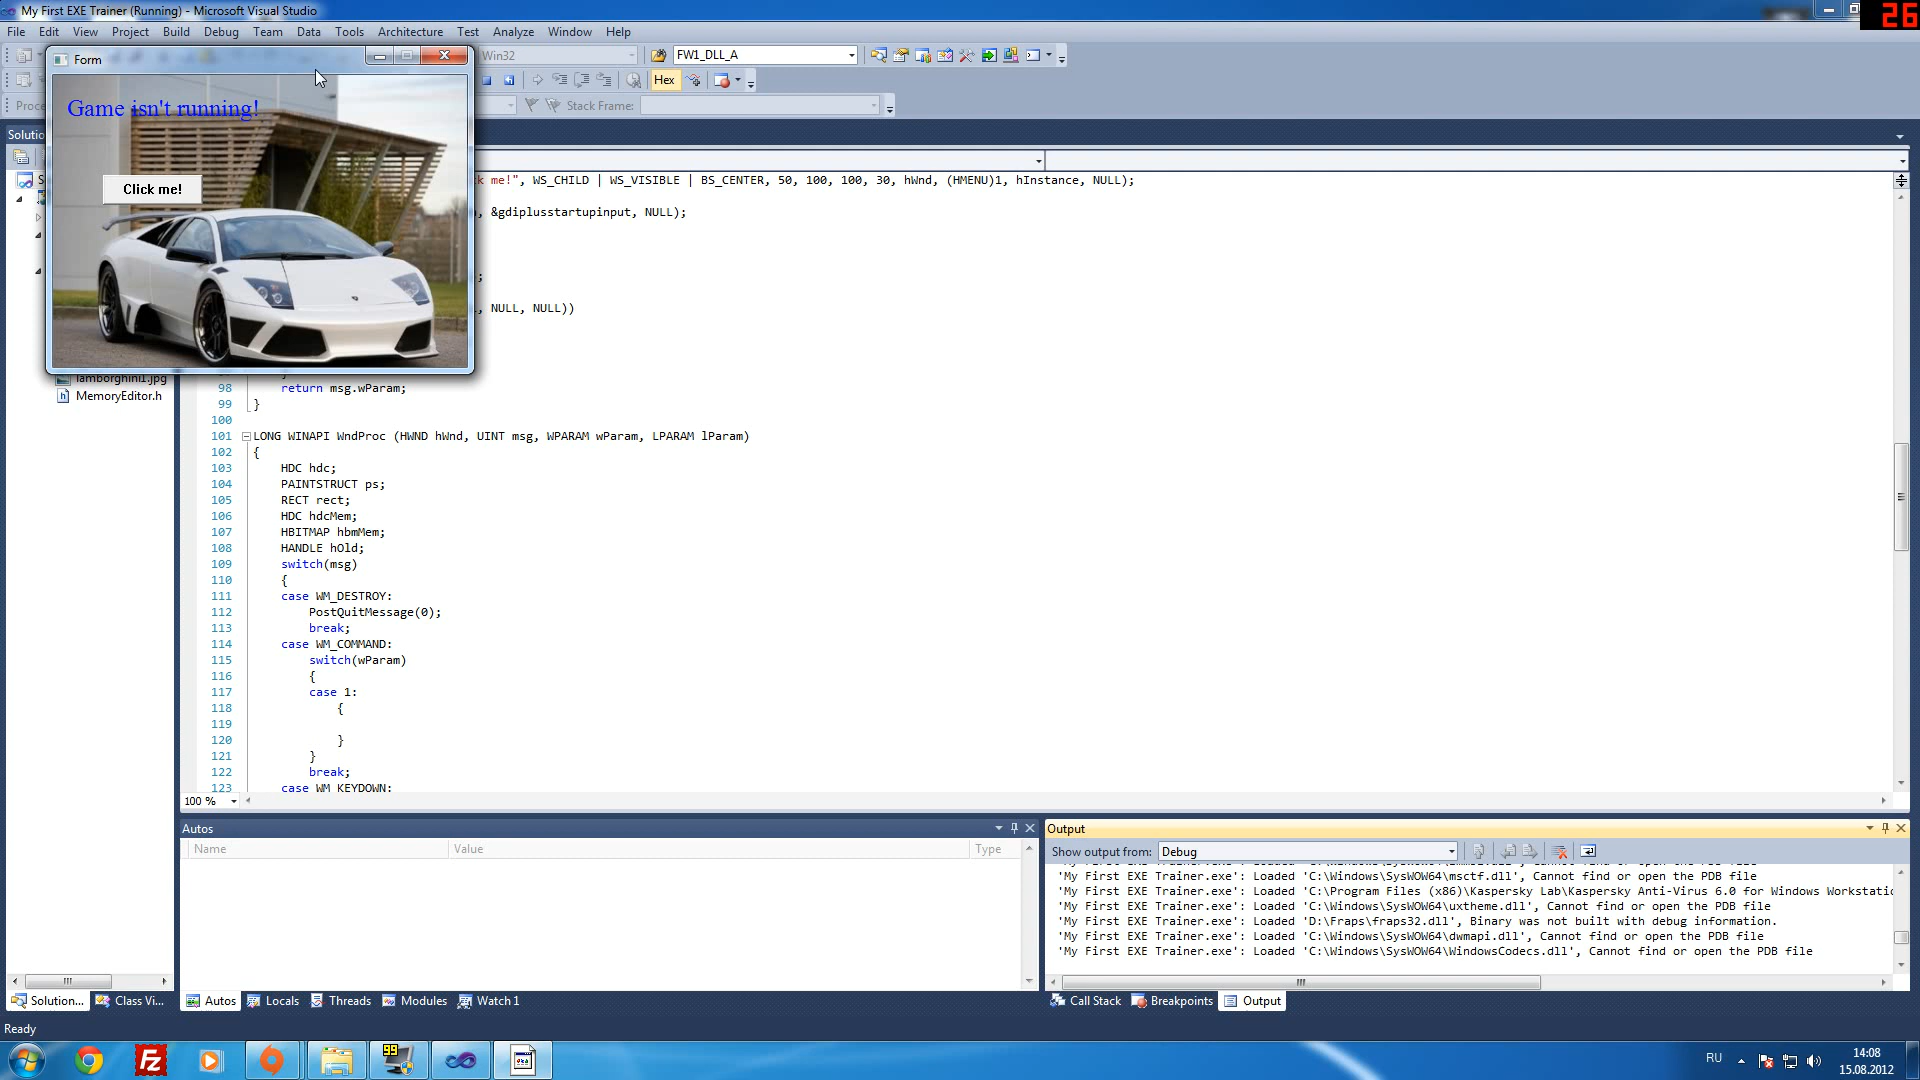 My First EXE Trainer (Running) - Microsoft Visual Studio
26
File Edit View Project Build Debug Team Data Tools Architecture Test Analyze Window Help
Form
Win32
FW1_DLL_A
Hex
Stack Frame:
Game isn't running!
Click me!
ck me!", WS_CHILD | WS_VISIBLE | BS_CENTER, 50, 100, 100, 30, hWnd, (HMENU)1, hInstance, NULL);
, &gdiplusstartupinput, NULL);
;
, NULL, NULL))
lamborghini1.jpg
MemoryEditor.h
98 return msg.wParam;
99 }
100
101 LONG WINAPI WndProc (HWND hWnd, UINT msg, WPARAM wParam, LPARAM lParam)
102 {
103 HDC hdc;
104 PAINTSTRUCT ps;
105 RECT rect;
106 HDC hdcMem;
107 HBITMAP hbmMem;
108 HANDLE hOld;
109 switch(msg)
110 {
111 case WM_DESTROY:
112 PostQuitMessage(0);
113 break;
114 case WM_COMMAND:
115 switch(wParam)
116 {
117 case 1:
118 {
119
120 }
121 }
122 break;
123 case WM_KEYDOWN:
100 %
Autos
Name Value Type
Output
Show output from: Debug
'My First EXE Trainer.exe': Loaded 'C:\Windows\SysWOW64\msctf.dll', Cannot find or open the PDB file
'My First EXE Trainer.exe': Loaded 'C:\Program Files (x86)\Kaspersky Lab\Kaspersky Anti-Virus 6.0 for Windows Workstatic
'My First EXE Trainer.exe': Loaded 'C:\Windows\SysWOW64\uxtheme.dll', Cannot find or open the PDB file
'My First EXE Trainer.exe': Loaded 'D:\Fraps\fraps32.dll', Binary was not built with debug information.
'My First EXE Trainer.exe': Loaded 'C:\Windows\SysWOW64\dwmapi.dll', Cannot find or open the PDB file
'My First EXE Trainer.exe': Loaded 'C:\Windows\SysWOW64\WindowsCodecs.dll', Cannot find or open the PDB file
Solution... Class Vi...
Autos Locals Threads Modules Watch 1
Call Stack Breakpoints Output
Ready
99
RU
14:08
15.08.2012